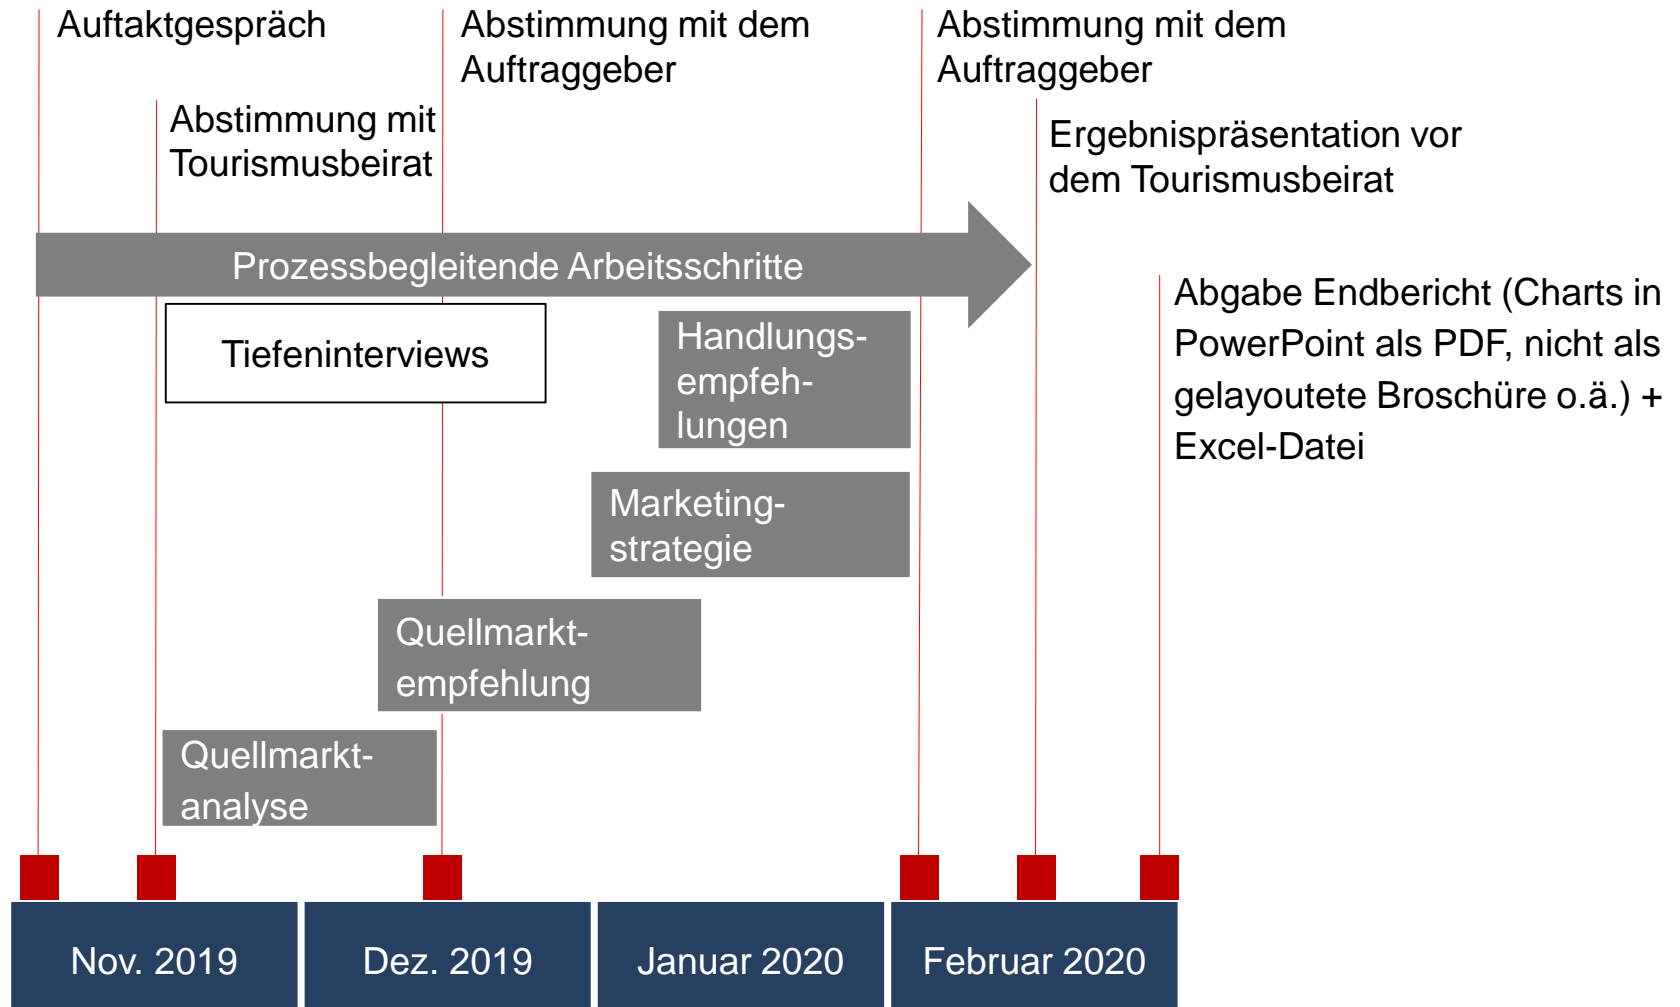 Auftaktgespräch
Abstimmung mit dem
Auftraggeber
Abstimmung mit dem
Auftraggeber
Abstimmung mit
Tourismusbeirat
Ergebnispräsentation vor
dem Tourismusbeirat
Prozessbegleitende Arbeitsschritte
Abgabe Endbericht (Charts in
PowerPoint als PDF, nicht als
gelayoutete Broschüre o.ä.) +
Excel-Datei
Tiefeninterviews
Handlungs-
empfeh-
lungen
Marketing-
strategie
Quellmarkt-
empfehlung
Quellmarkt-
analyse
Nov. 2019
Dez. 2019
Januar 2020
Februar 2020